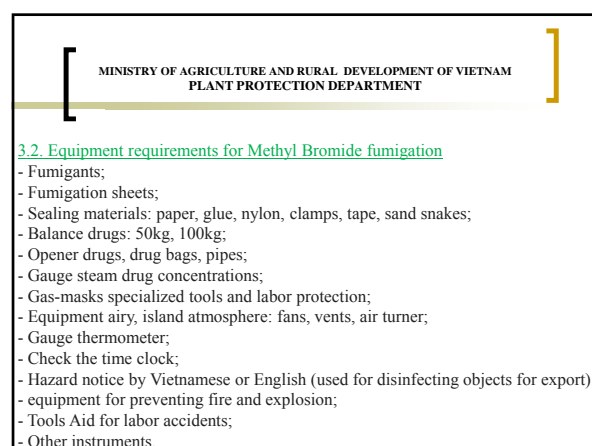 MINISTRY OF AGRICULTURE AND RURAL DEVELOPMENT OF VIETNAM
PLANT PROTECTION DEPARTMENT
3.2. Equipment requirements for Methyl Bromide fumigation
- Fumigants;
- Fumigation sheets;
- Sealing materials: paper, glue, nylon, clamps, tape, sand snakes;
- Balance drugs: 50kg, 100kg;
- Opener drugs, drug bags, pipes;
- Gauge steam drug concentrations;
- Gas-masks specialized tools and labor protection;
- Equipment airy, island atmosphere: fans, vents, air turner;
- Gauge thermometer;
- Check the time clock;
- Hazard notice by Vietnamese or English (used for disinfecting objects for export)
- equipment for preventing fire and explosion;
- Tools Aid for labor accidents;
- Other instruments